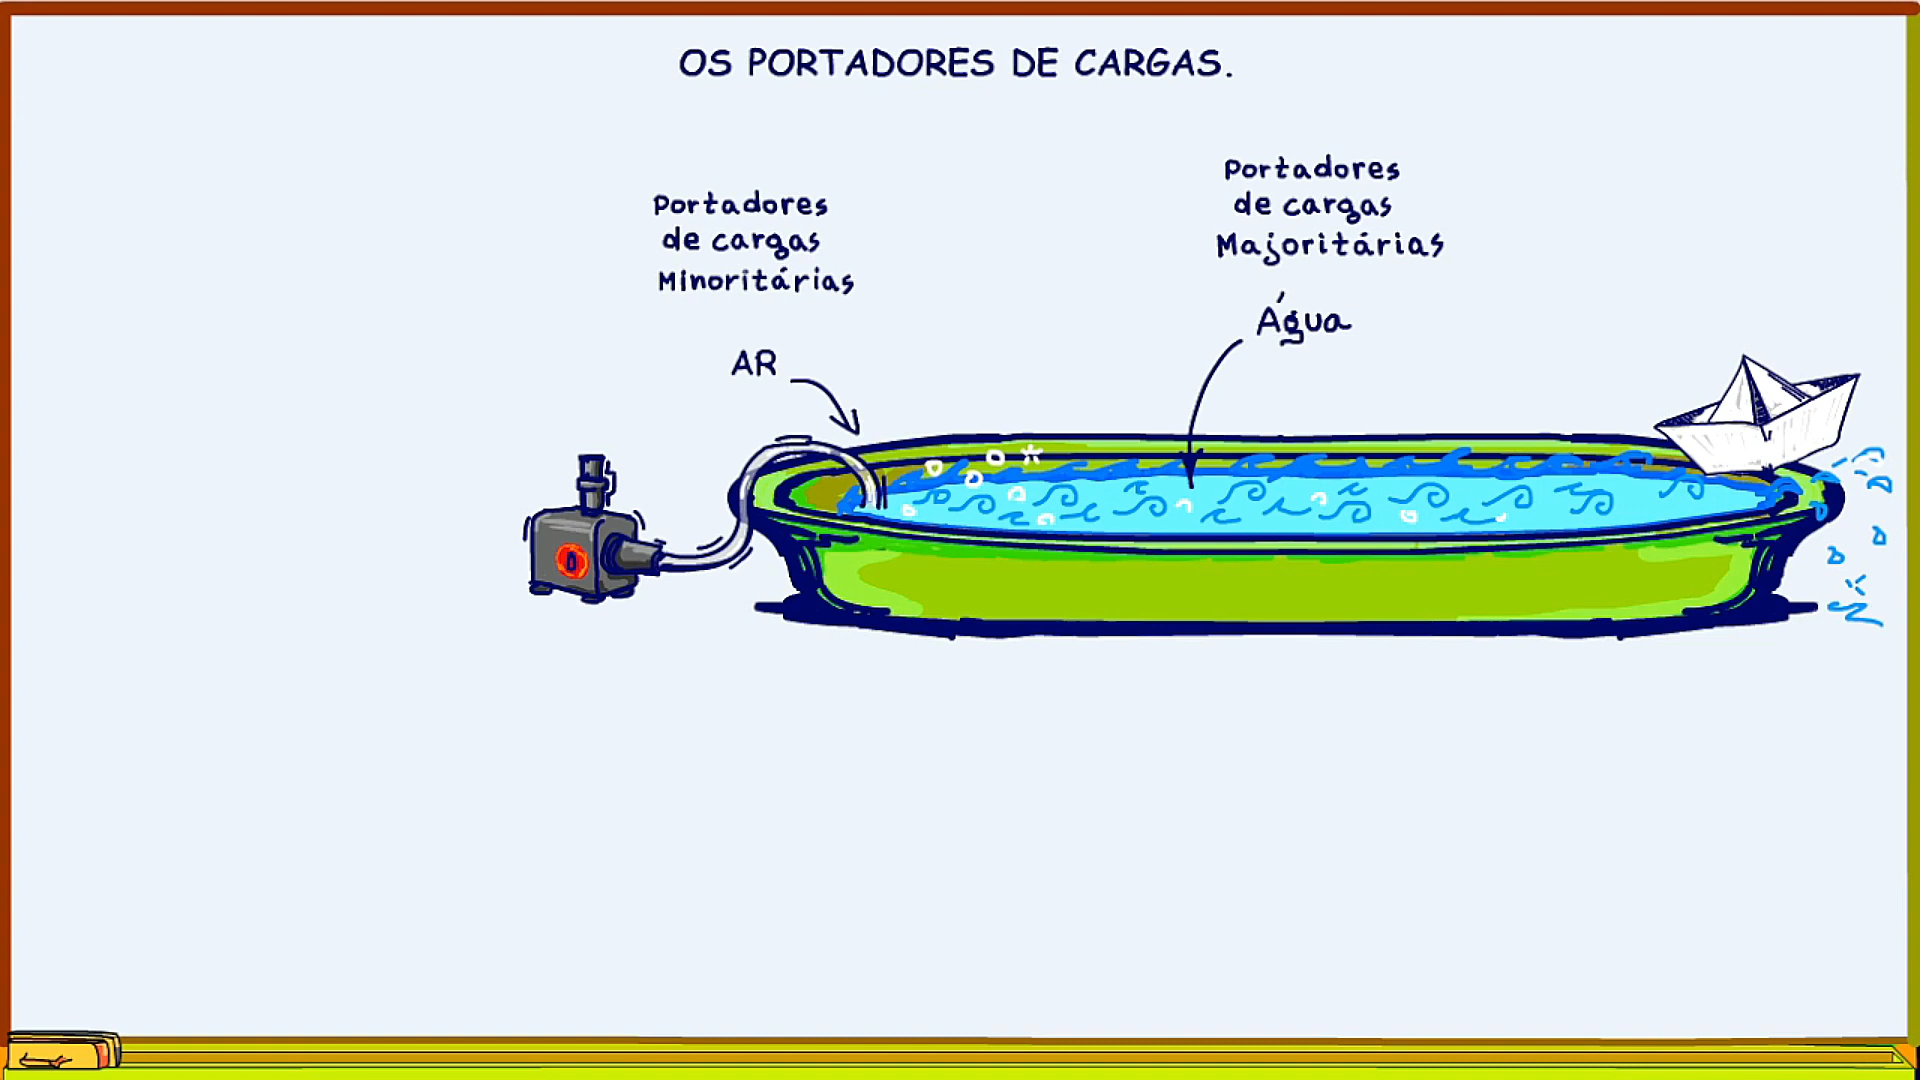 OS PORTADORES DE CARGAS.
Portadores
de cargas
Minoritárias
AR
Portadores
de cargas
Majoritárias
Água